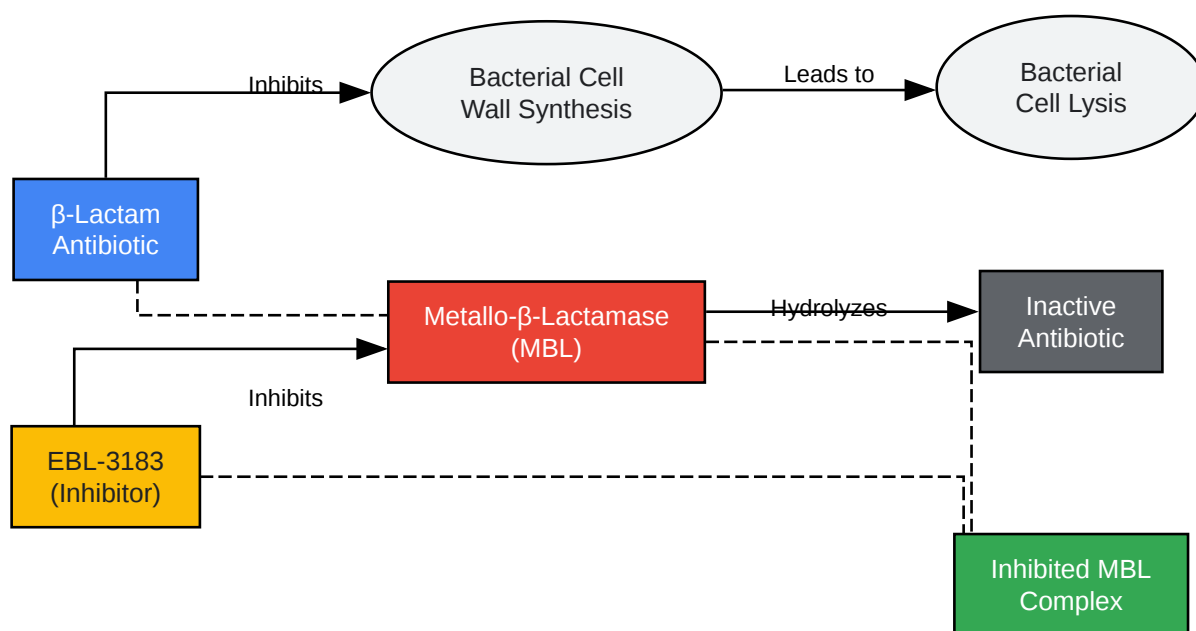 Inhibits
Bacterial Cell
Wall Synthesis
Leads to
Bacterial
Cell Lysis
β-Lactam
Antibiotic
Metallo-β-Lactamase
(MBL)
Hydrolyzes
Inactive
Antibiotic
Inhibits
EBL-3183
(Inhibitor)
Inhibited MBL
Complex